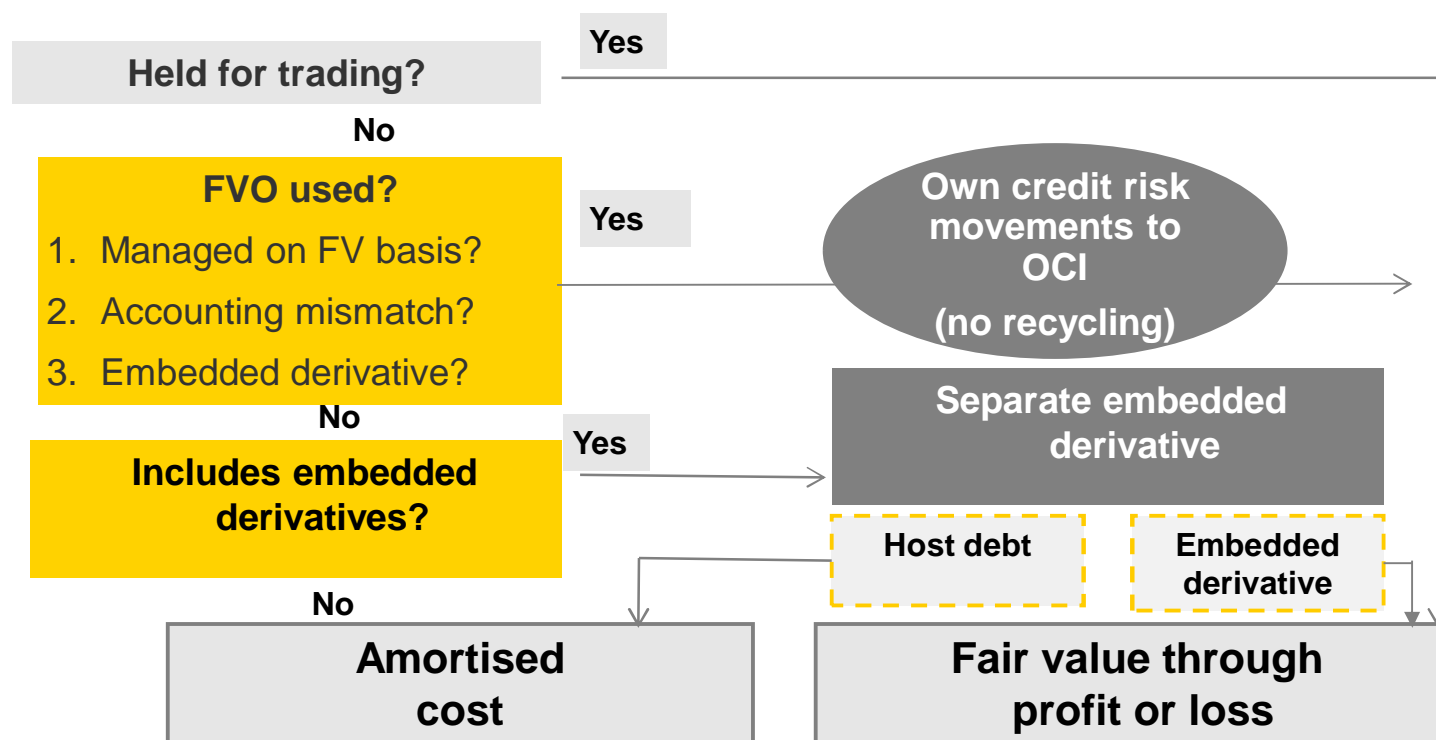 Held for trading?
Yes
No
FVO used?
1. Managed on FV basis?
2. Accounting mismatch?
3. Embedded derivative?
Yes
Own credit risk
movements to
OCI
(no recycling)
No
Includes embedded
derivatives?
Yes
Separate embedded
derivative
Host debt
Embedded
derivative
No
Amortised
cost
Fair value through
profit or loss